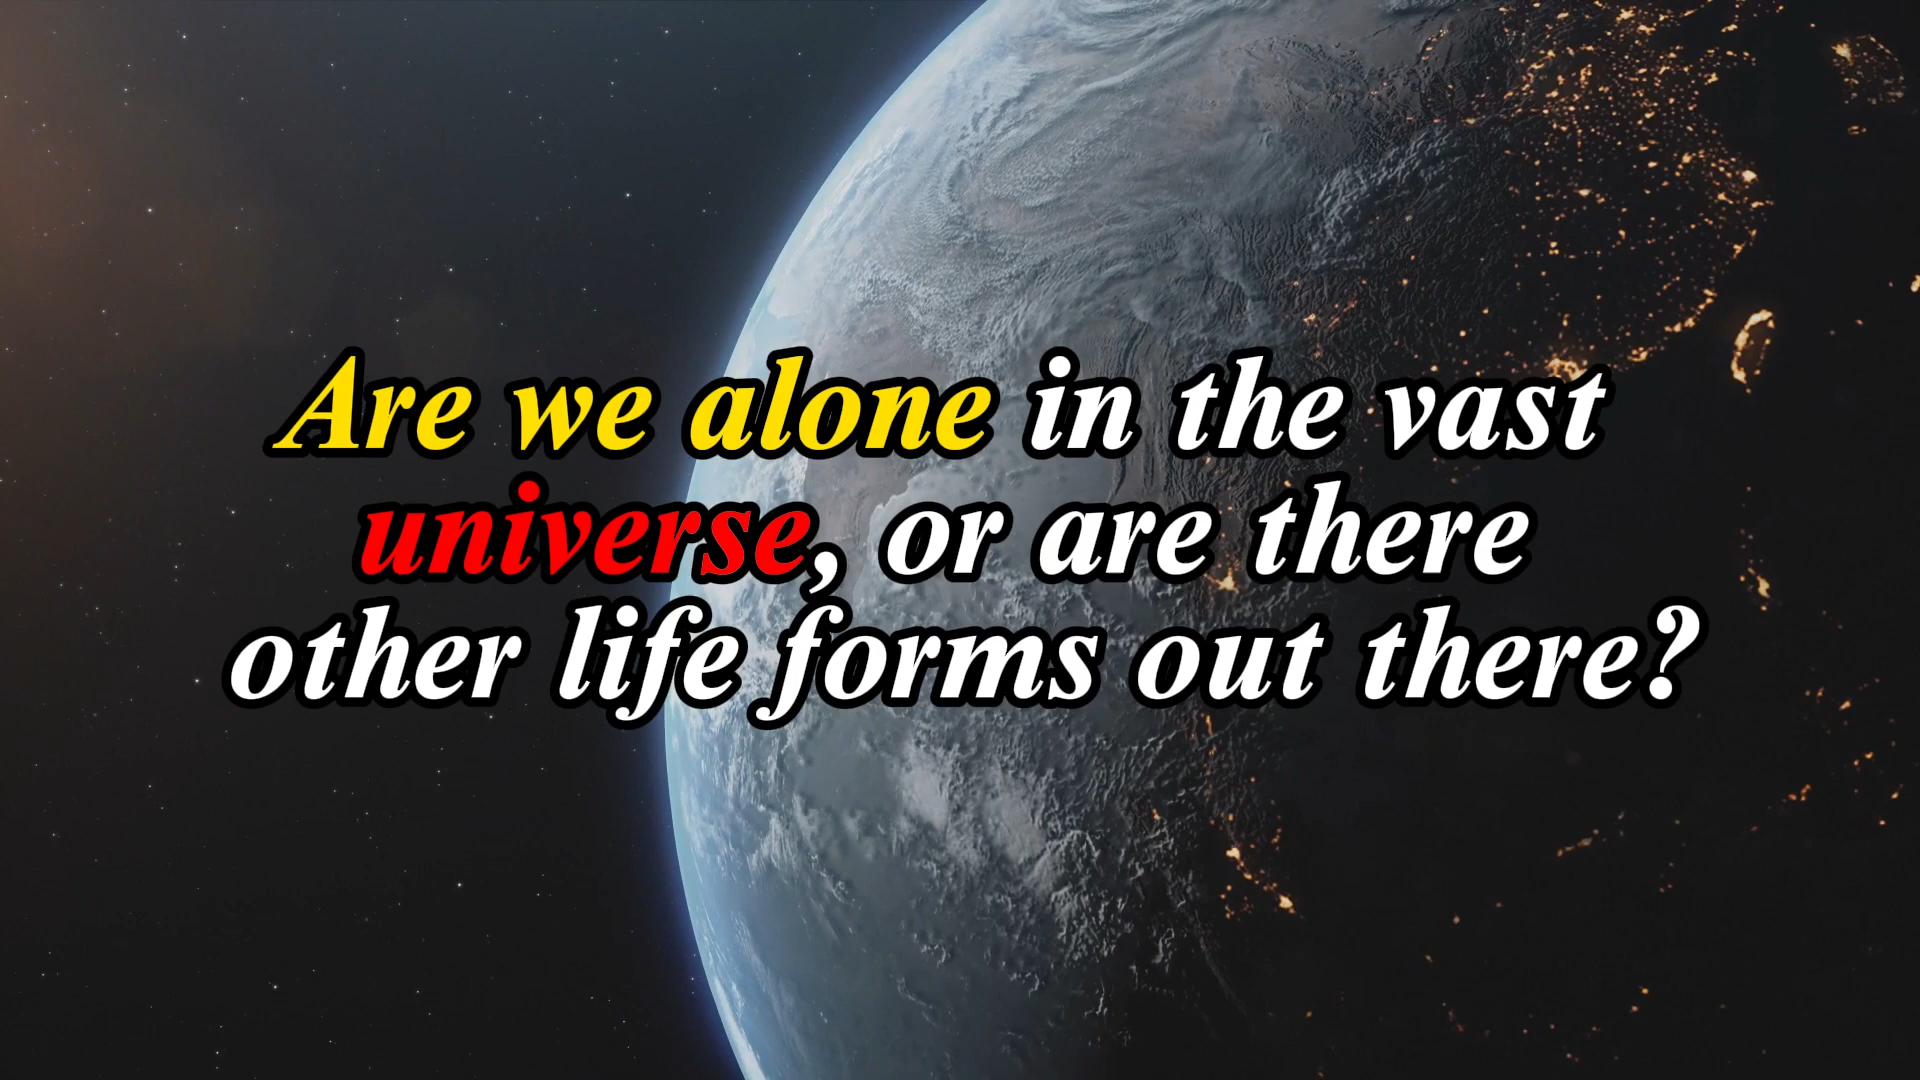 Are we alone in the vast
universe, or are there
other life forms out there?